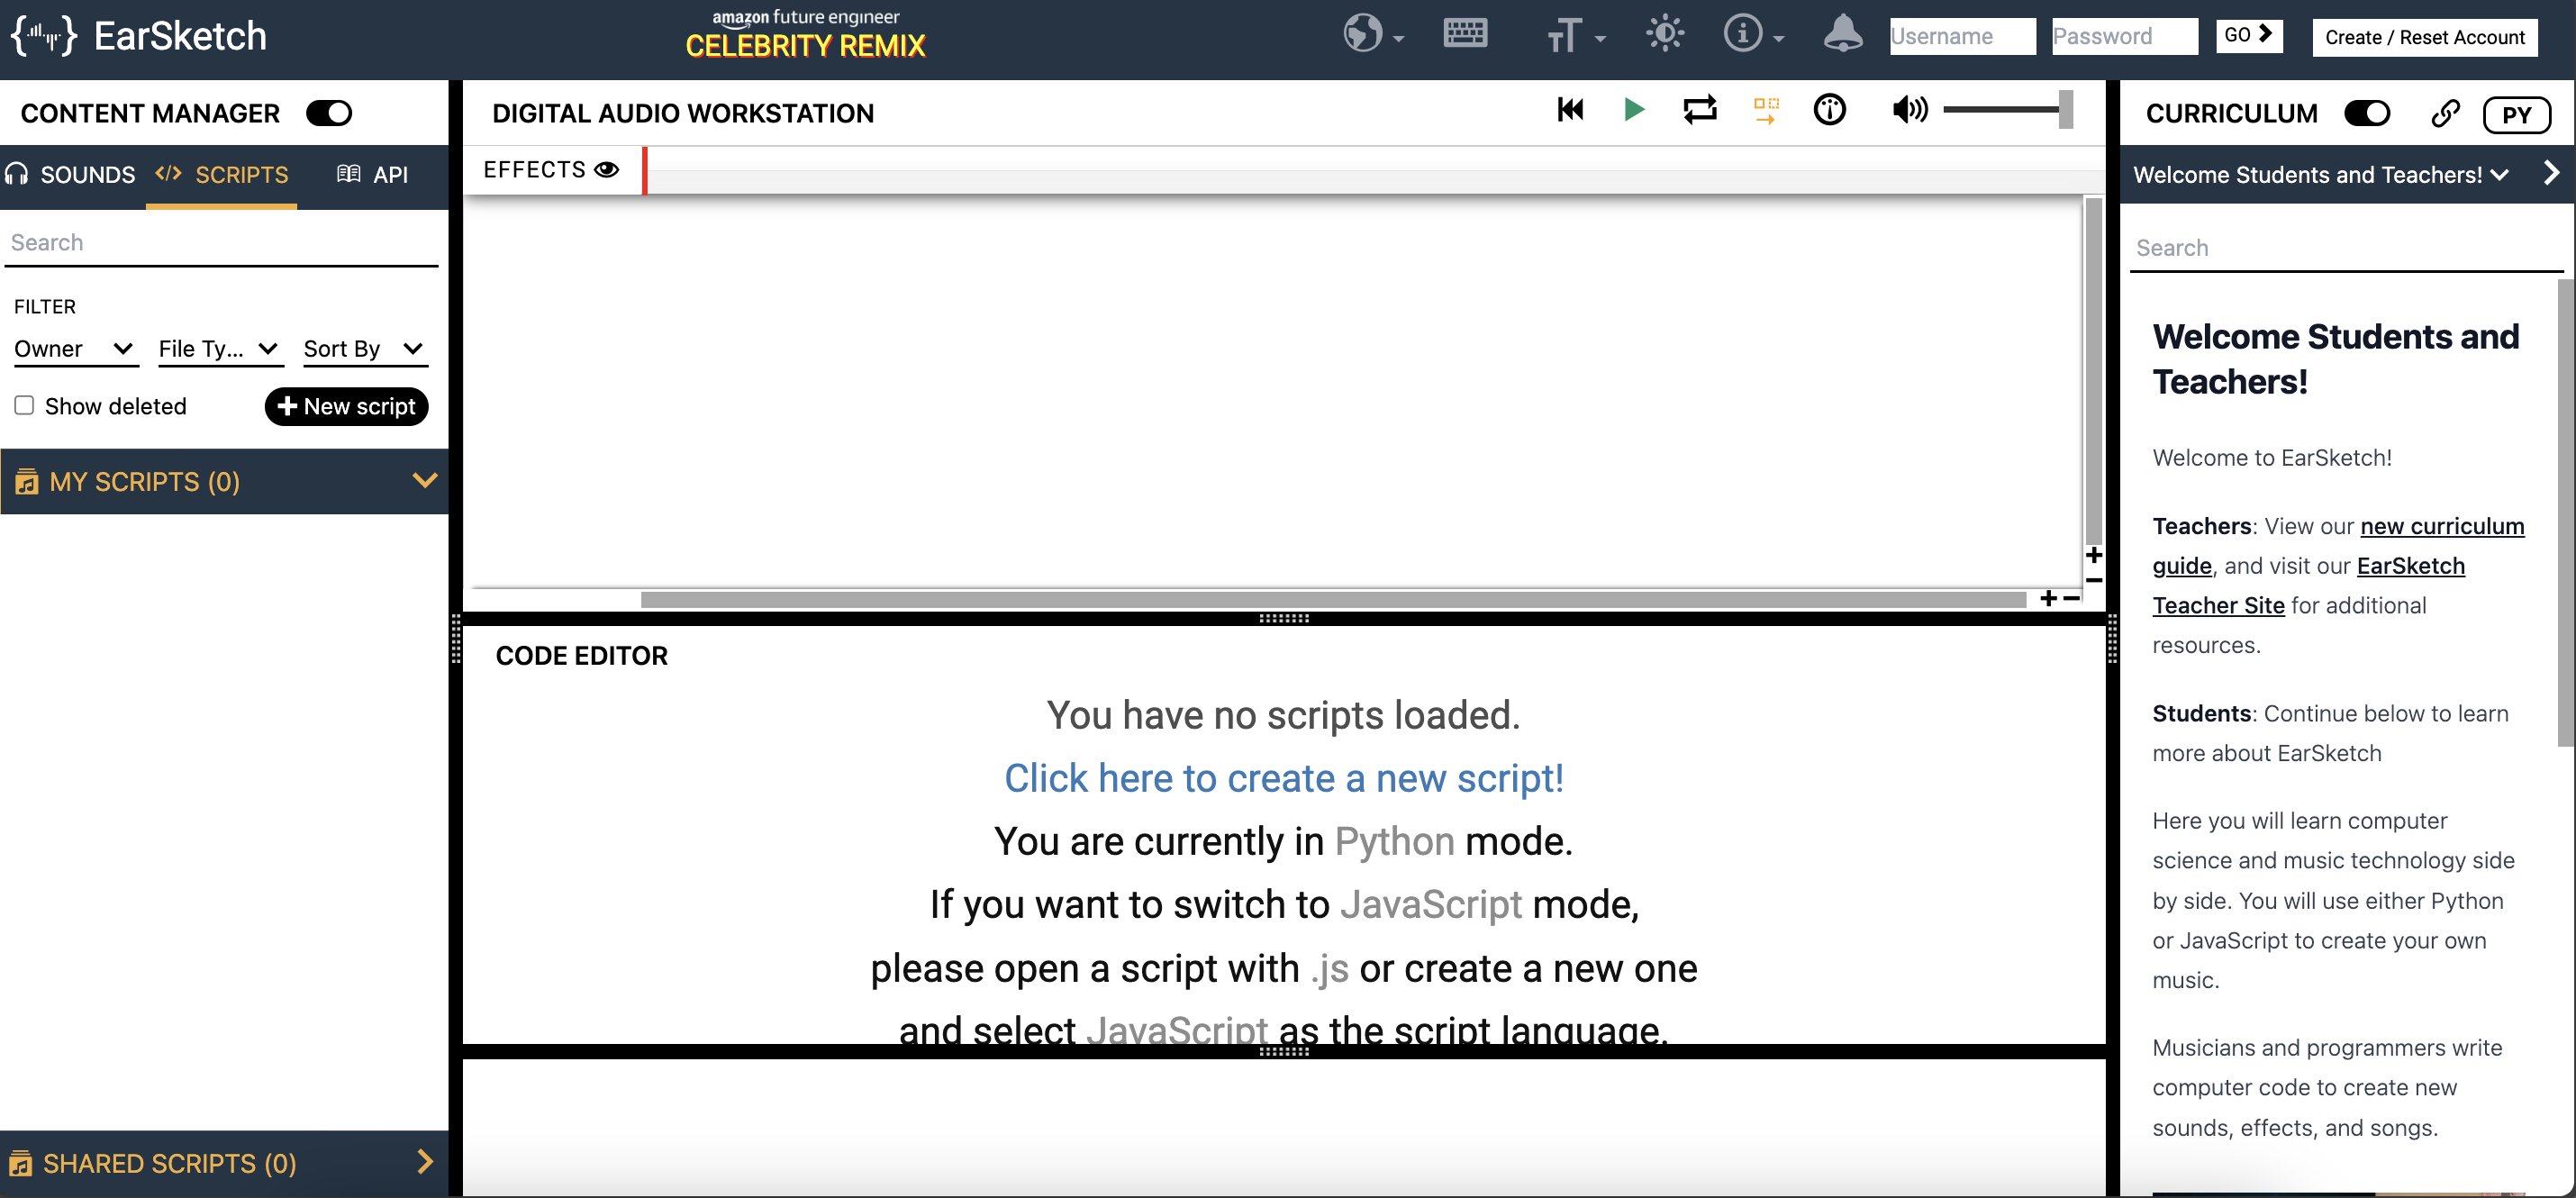 EarSketch
amazon future engineer
CELEBRITY REMIX
Username
Password
GO
Create / Reset Account
CONTENT MANAGER
SOUNDS
SCRIPTS
API
Search
FILTER
Owner
File Ty...
Sort By
Show deleted
New script
MY SCRIPTS (0)
SHARED SCRIPTS (0)
DIGITAL AUDIO WORKSTATION
EFFECTS
CODE EDITOR
You have no scripts loaded.
Click here to create a new script!
You are currently in Python mode.
If you want to switch to JavaScript mode,
please open a script with .js or create a new one
and select JavaScript as the script language.
CURRICULUM
PY
Welcome Students and Teachers!
Search
Welcome Students and
Teachers!
Welcome to EarSketch!
Teachers: View our new curriculum
guide, and visit our EarSketch
Teacher Site for additional
resources.
Students: Continue below to learn
more about EarSketch
Here you will learn computer
science and music technology side
by side. You will use either Python
or JavaScript to create your own
music.
Musicians and programmers write
computer code to create new
sounds, effects, and songs.